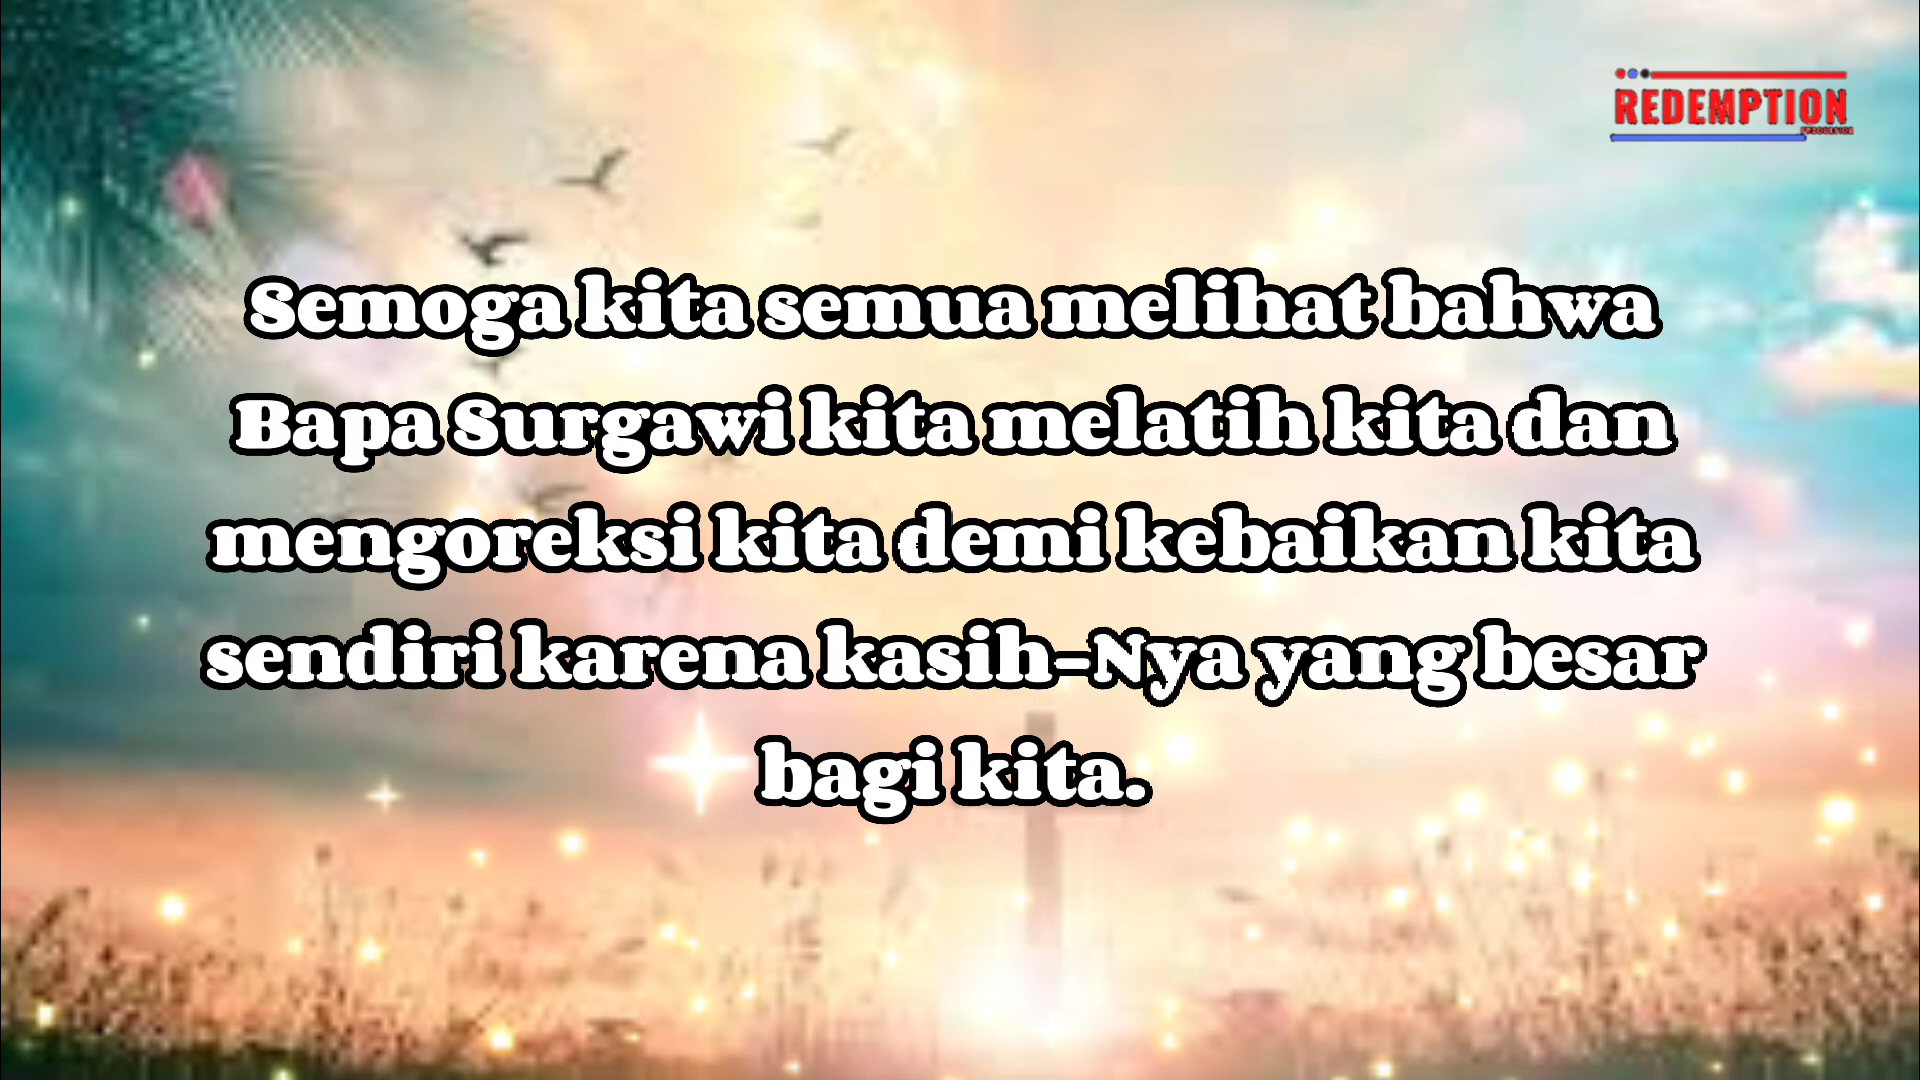 REDEMPTION
Semoga kita semua melihat bahwa
Bapa Surgawi kita melatih kita dan
mengoreksi kita demi kebaikan kita
sendiri karena kasih-Nya yang besar
bagi kita.